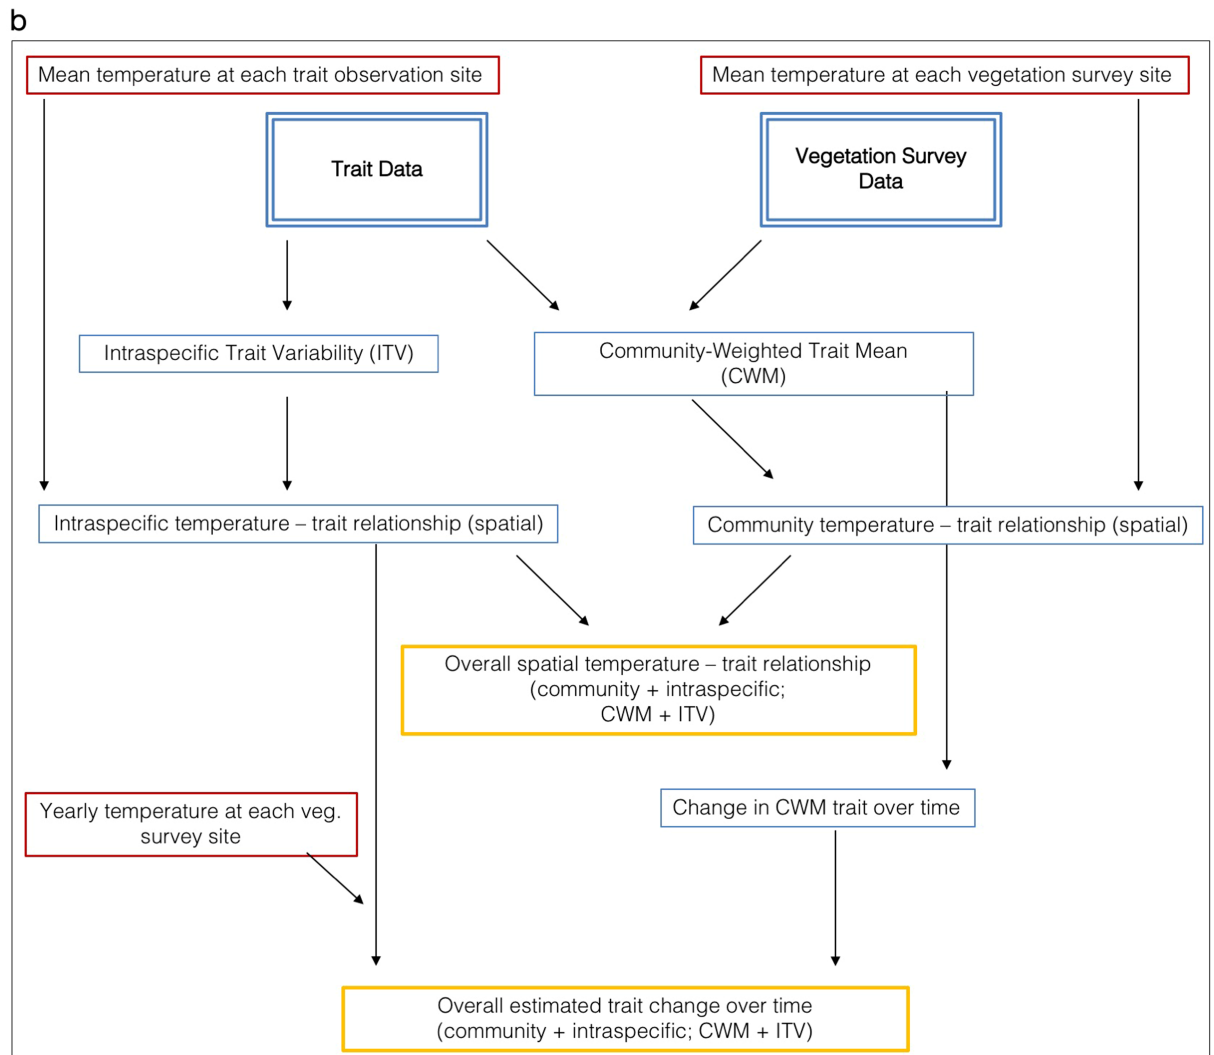 b
Mean temperature at each trait observation site
Mean temperature at each vegetation survey site
Trait Data
Vegetation Survey
Data
Intraspecific Trait Variability (ITV)
Community-Weighted Trait Mean
(CWM)
Intraspecific temperature – trait relationship (spatial)
Community temperature – trait relationship (spatial)
Overall spatial temperature – trait relationship
(community + intraspecific;
CWM + ITV)
Yearly temperature at each veg.
survey site
Change in CWM trait over time
Overall estimated trait change over time
(community + intraspecific; CWM + ITV)